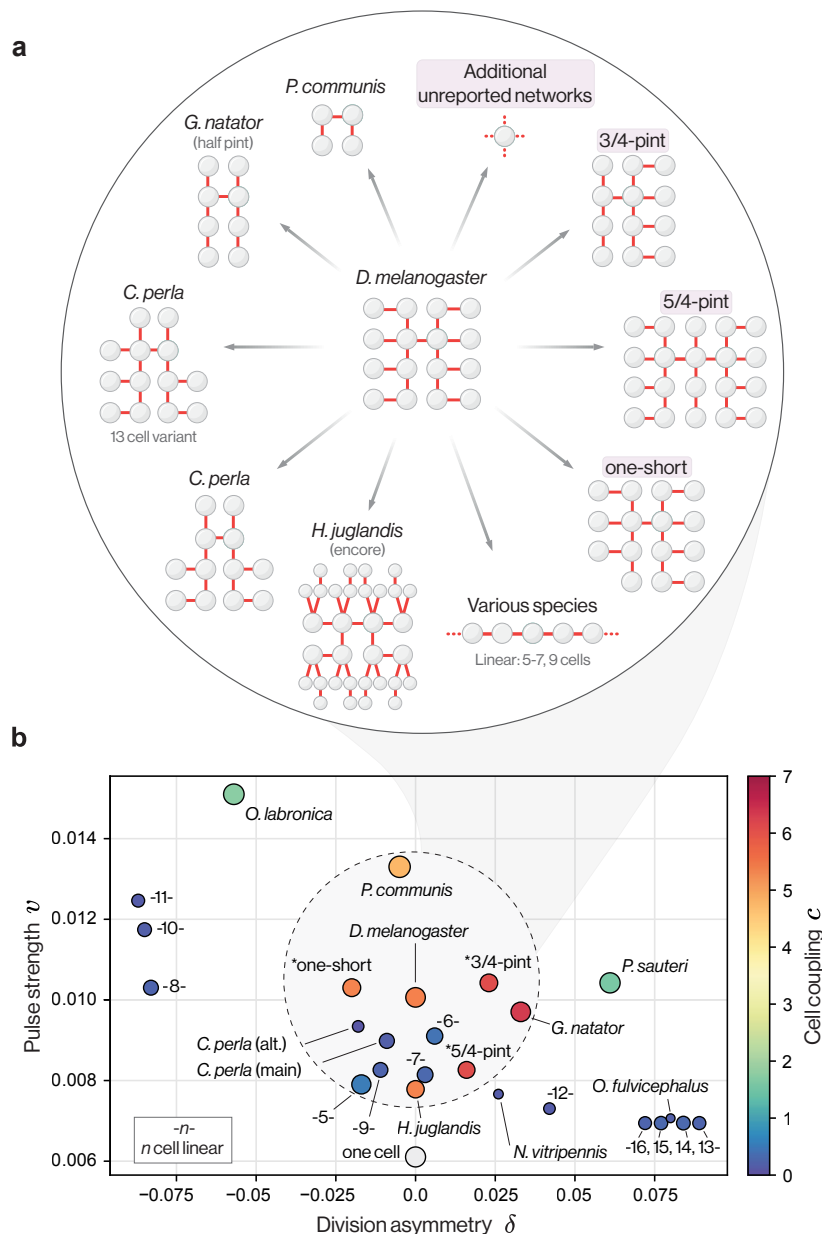 a
P. communis
Additional
unreported networks
G. natator
(half pint)
3/4-pint
C. perla
D. melanogaster
5/4-pint
13 cell variant
C. perla
H. juglandis
(encore)
one-short
Various species
Linear: 5-7, 9 cells
b
Pulse strength v
0.014
0.012
0.010
0.008
0.006
O. labronica
P. communis
-11-
-10-
-8-
D. melanogaster
*one-short
*3/4-pint
P. sauteri
G. natator
C. perla (alt.)
-6-
C. perla (main)
-7-
*5/4-pint
-5-
-9-
H. juglandis
-12-
O. fulvicephalus
N. vitripennis
-16, 15, 14, 13-
one cell
-n-
n cell linear
−0.075
−0.050
−0.025
0.000
0.025
0.050
0.075
Division asymmetry δ
7
6
5
4
3
2
1
0
Cell coupling c